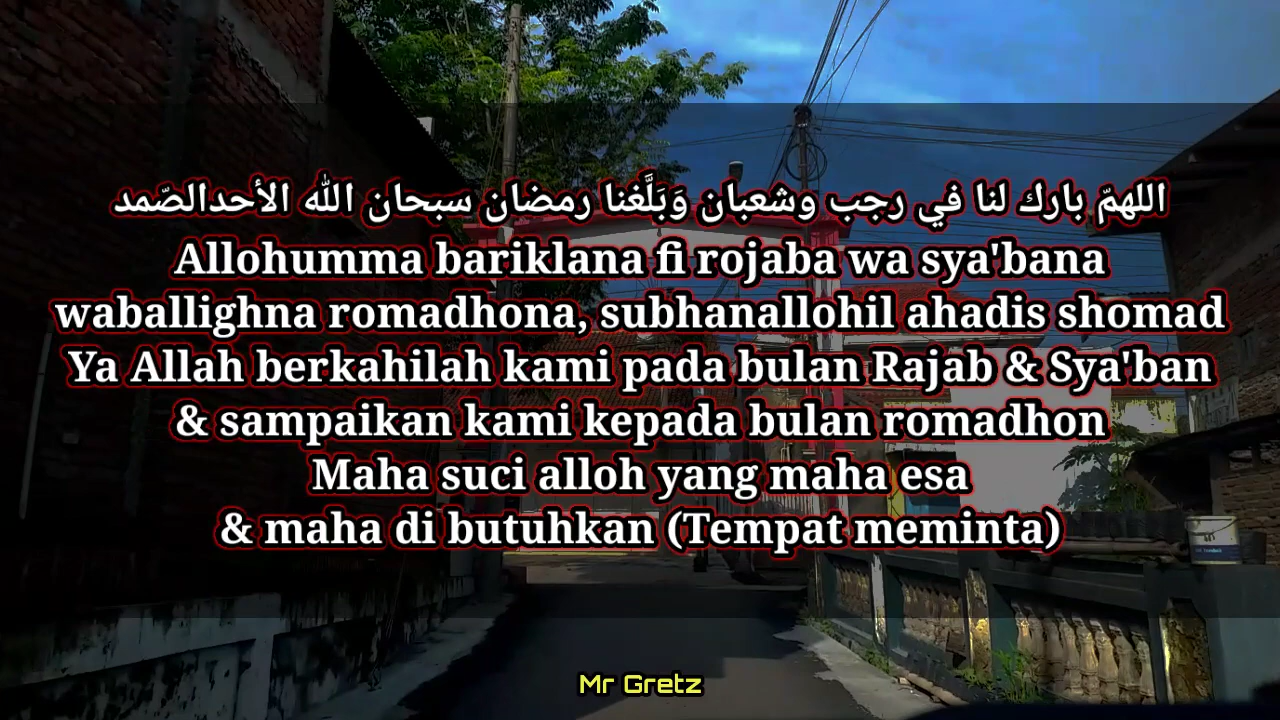 اللهمّ بارك لنا في رجب وشعبان وَبَلَّغنا رمضان سبحان الله الأحدالصّمد
Allohumma bariklana fi rojaba wa sya'bana
waballighna romadhona, subhanallohil ahadis shomad
Ya Allah berkahilah kami pada bulan Rajab & Sya'ban
& sampaikan kami kepada bulan romadhon
Maha suci alloh yang maha esa
& maha di butuhkan (Tempat meminta)
Mr Gretz